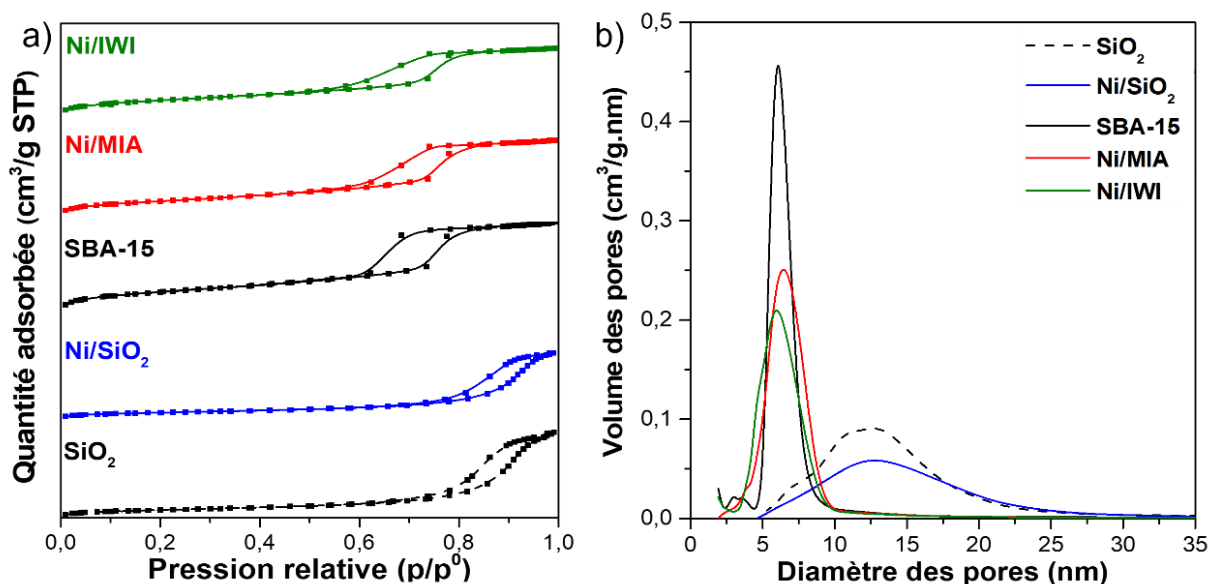 a)
Quantité adsorbée (cm³/g STP)
Ni/IWI
Ni/MIA
SBA-15
Ni/SiO₂
SiO₂
0,0 0,2 0,4 0,6 0,8 1,0
Pression relative (p/p⁰)
b)
Volume des pores (cm³/g.nm)
0,5
0,4
0,3
0,2
0,1
0,0
SiO₂
Ni/SiO₂
SBA-15
Ni/MIA
Ni/IWI
0 5 10 15 20 25 30 35
Diamètre des pores (nm)